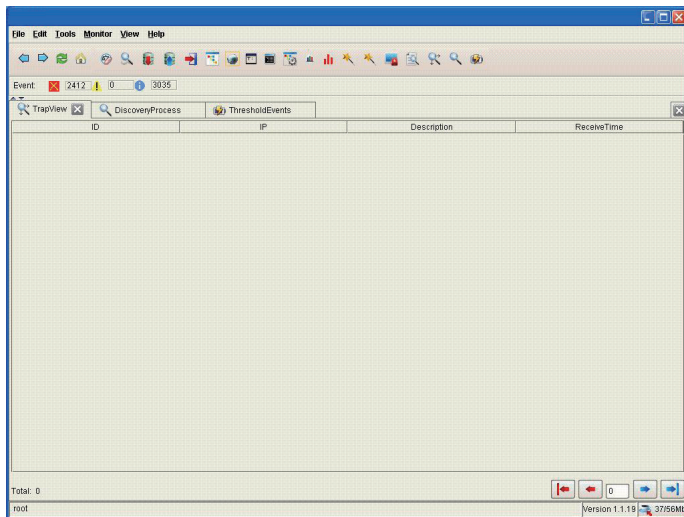 File Edit Tools Monitor View Help
Event: 2412 0 3035
TrapView DiscoveryProcess ThresholdEvents
ID IP Description ReceiveTime
Total: 0 0
root Version 1.1.19 37/56Mb